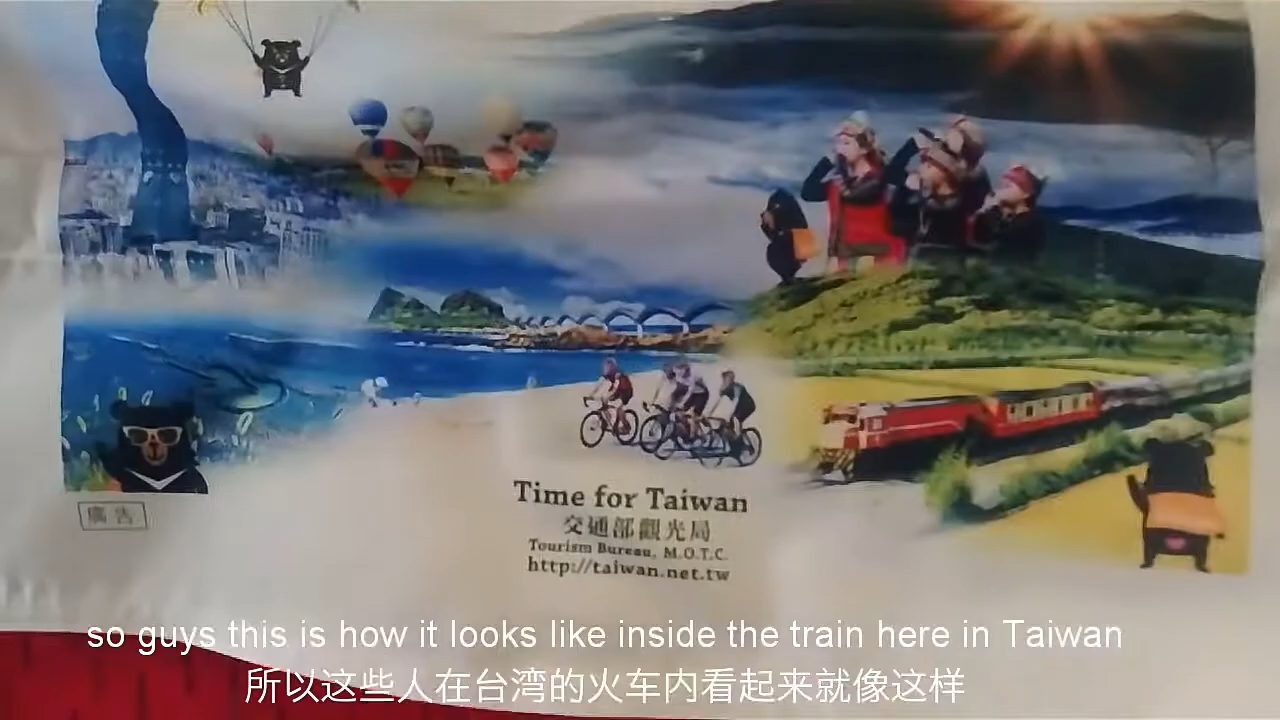 廣告
Time for Taiwan
交通部觀光局
Tourism Bureau, M.O.T.C.
http://taiwan.net.tw
so guys this is how it looks like inside the train here in Taiwan
所以这些人在台湾的火车内看起来就像这样